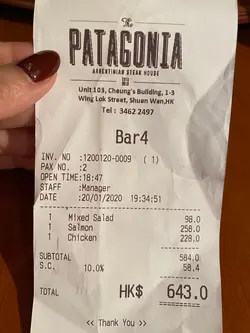 The
PATAGONIA
ARGENTINIAN STEAK HOUSE
Unit 103, Cheung's Building, 1-3
Wing Lok Street, Shuen Wan,HK
Tel : 3462 2497
Bar4
INV. NO :1200120-0009 ( 1)
PAX NO. :2
OPEN TIME:18:47
STAFF :Manager
DATE :20/01/2020 19:34:51
1 Mixed Salad 98.0
1 Salmon 258.0
1 Chicken 228.0
SUBTOTAL 584.0
S.C. 10.0% 58.4
TOTAL HK$ 643.0
<< Thank You >>